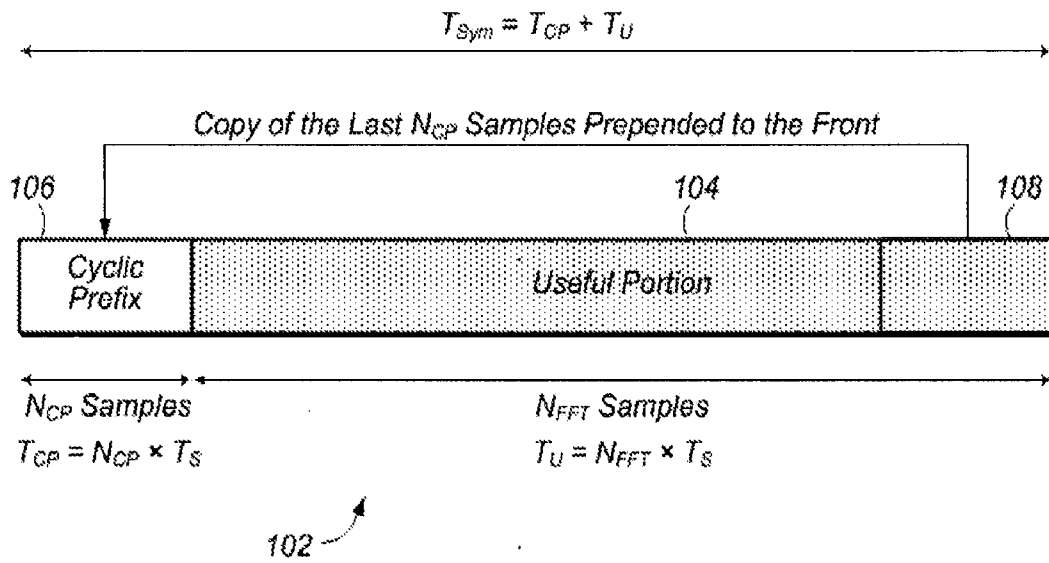 T_Sym = T_CP + T_U
Copy of the Last N_CP Samples Prepended to the Front
106
104
108
Cyclic
Prefix
Useful Portion
N_CP Samples
N_FFT Samples
T_CP = N_CP × T_S
T_U = N_FFT × T_S
102